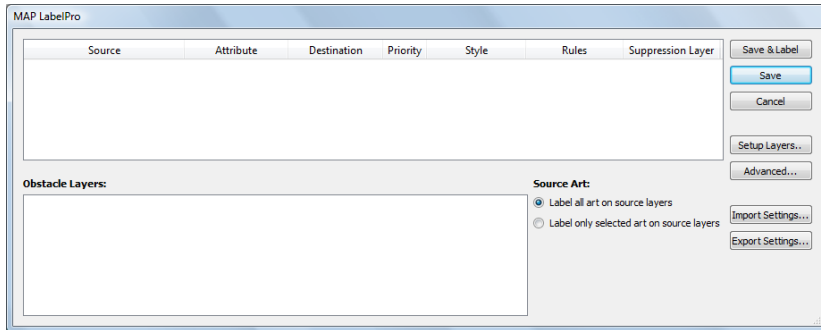 MAP LabelPro
Source Attribute Destination Priority Style Rules Suppression Layer
Save & Label
Save
Cancel
Setup Layers..
Advanced...
Obstacle Layers:
Source Art:
Label all art on source layers
Label only selected art on source layers
Import Settings...
Export Settings...